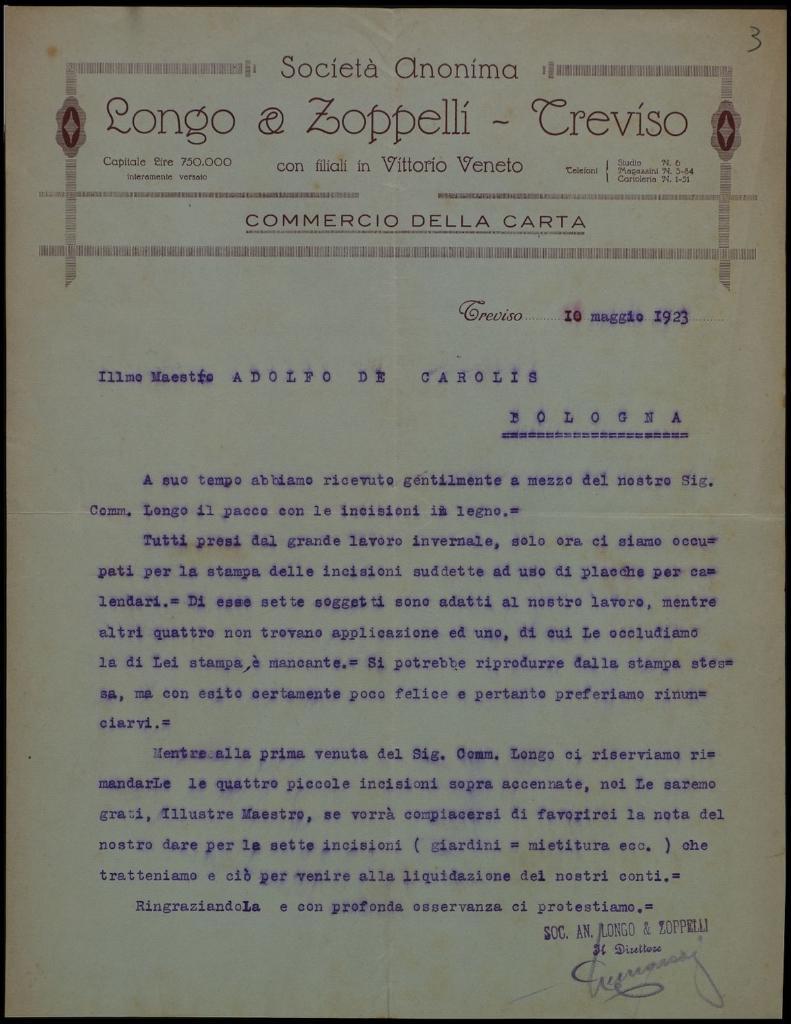 3
Società Anonima
Longo & Zoppelli - Treviso
Capitale Lire 750.000
interamente versato
con filiali in Vittorio Veneto
Telefoni
Studio N. 6
Magazzini N. 3-84
Cartoleria N. 1-51
COMMERCIO DELLA CARTA
Treviso 10 maggio 1923
Illmo Maestro ADOLFO DE CAROLIS
BOLOGNA
A suo tempo abbiamo ricevuto gentilmente a mezzo del nostro Sig.
Comm. Longo il pacco con le incisioni in legno.=
Tutti presi dal grande lavoro invernale, solo ora ci siamo occu=
pati per la stampa delle incisioni suddette ad uso di placche per ca=
lendari.= Di esse sette soggetti sono adatti al nostro lavoro, mentre
altri quattro non trovano applicazione ed uno, di cui Le occludiamo
la di Lei stampa, è mancante.= Si potrebbe riprodurre dalla stampa stes=
sa, ma con esito certamente poco felice e pertanto preferiamo rinun=
ciarvi.=
Mentre alla prima venuta del Sig. Comm. Longo ci riserviamo ri=
mandarLe le quattro piccole incisioni sopra accennate, noi Le saremo
grati, Illustre Maestro, se vorrà compiacersi di favorirci la nota del
nostro dare per le sette incisioni ( giardini = mietitura ecc. ) che
tratteniamo e ciò per venire alla liquidazione dei nostri conti.=
RingraziandoLa e con profonda osservanza ci protestiamo.=
SOC. AN. LONGO & ZOPPELLI
Il Direttore